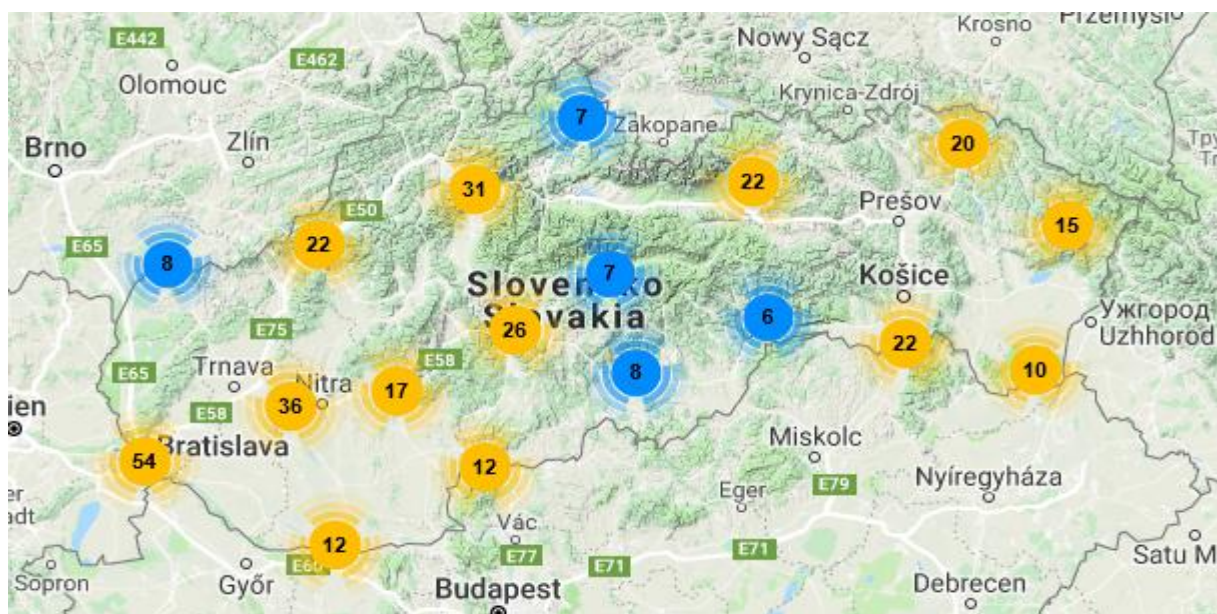 E442
E462
Olomouc
Nowy Sącz
Krosno
Krynica-Zdrój
7
Zakopane
20
Brno
Zlín
31
22
Prešov
15
E50
22
E65
8
7
Slovensko
Slovakia
Košice
6
Ужгород
Uzhhorod
E75
26
22
E65
Trnava
E58
8
10
17
Nitra
36
E58
Bratislava
54
12
Miskolc
Nyíregyháza
E79
Eger
Vác
12
E77
E71
E71
Sopron
Győr
Budapest
Debrecen